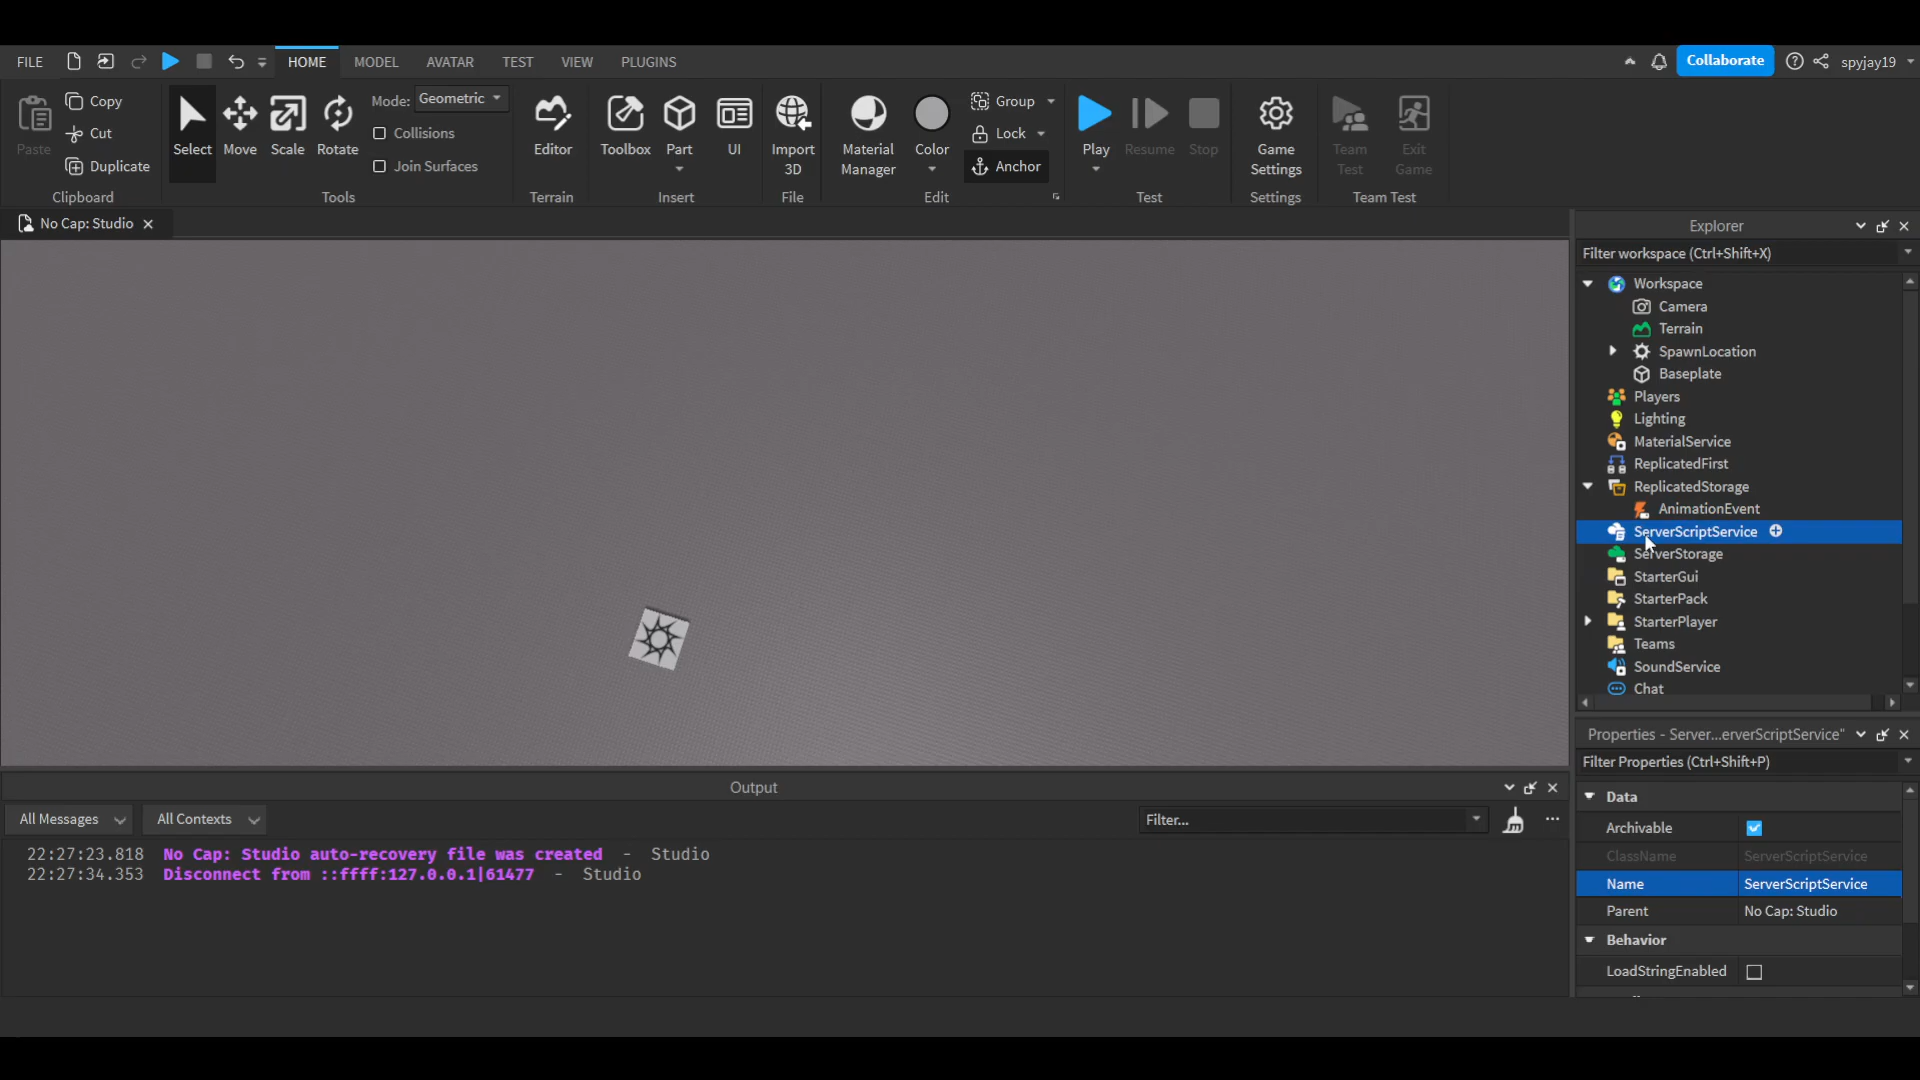 FILE
HOME
MODEL
AVATAR
TEST
VIEW
PLUGINS
Collaborate
spyjay19
Paste
Copy
Cut
Duplicate
Clipboard
Select
Move
Scale
Rotate
Mode: Geometric
Collisions
Join Surfaces
Tools
Editor
Terrain
Toolbox
Part
UI
Insert
Import
3D
File
Material
Manager
Color
Group
Lock
Anchor
Edit
Play
Resume
Stop
Test
Game
Settings
Settings
Team
Test
Exit
Game
Team Test
No Cap: Studio
Explorer
Filter workspace (Ctrl+Shift+X)
Workspace
Camera
Terrain
SpawnLocation
Baseplate
Players
Lighting
MaterialService
ReplicatedFirst
ReplicatedStorage
AnimationEvent
ServerScriptService
ServerStorage
StarterGui
StarterPack
StarterPlayer
Teams
SoundService
Chat
Properties - Server...erverScriptService"
Filter Properties (Ctrl+Shift+P)
Data
Archivable
ClassName ServerScriptService
Name ServerScriptService
Parent No Cap: Studio
Behavior
LoadStringEnabled
Output
All Messages
All Contexts
Filter...
22:27:23.818 No Cap: Studio auto-recovery file was created - Studio
22:27:34.353 Disconnect from ::ffff:127.0.0.1|61477 - Studio